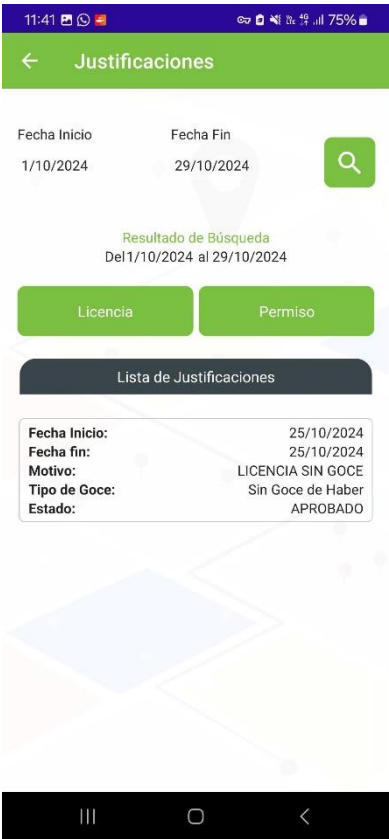 11:41 75%
Justificaciones
Fecha Inicio Fecha Fin
1/10/2024 29/10/2024
Resultado de Búsqueda
Del1/10/2024 al 29/10/2024
Licencia Permiso
Lista de Justificaciones
Fecha Inicio: 25/10/2024
Fecha fin: 25/10/2024
Motivo: LICENCIA SIN GOCE
Tipo de Goce: Sin Goce de Haber
Estado: APROBADO